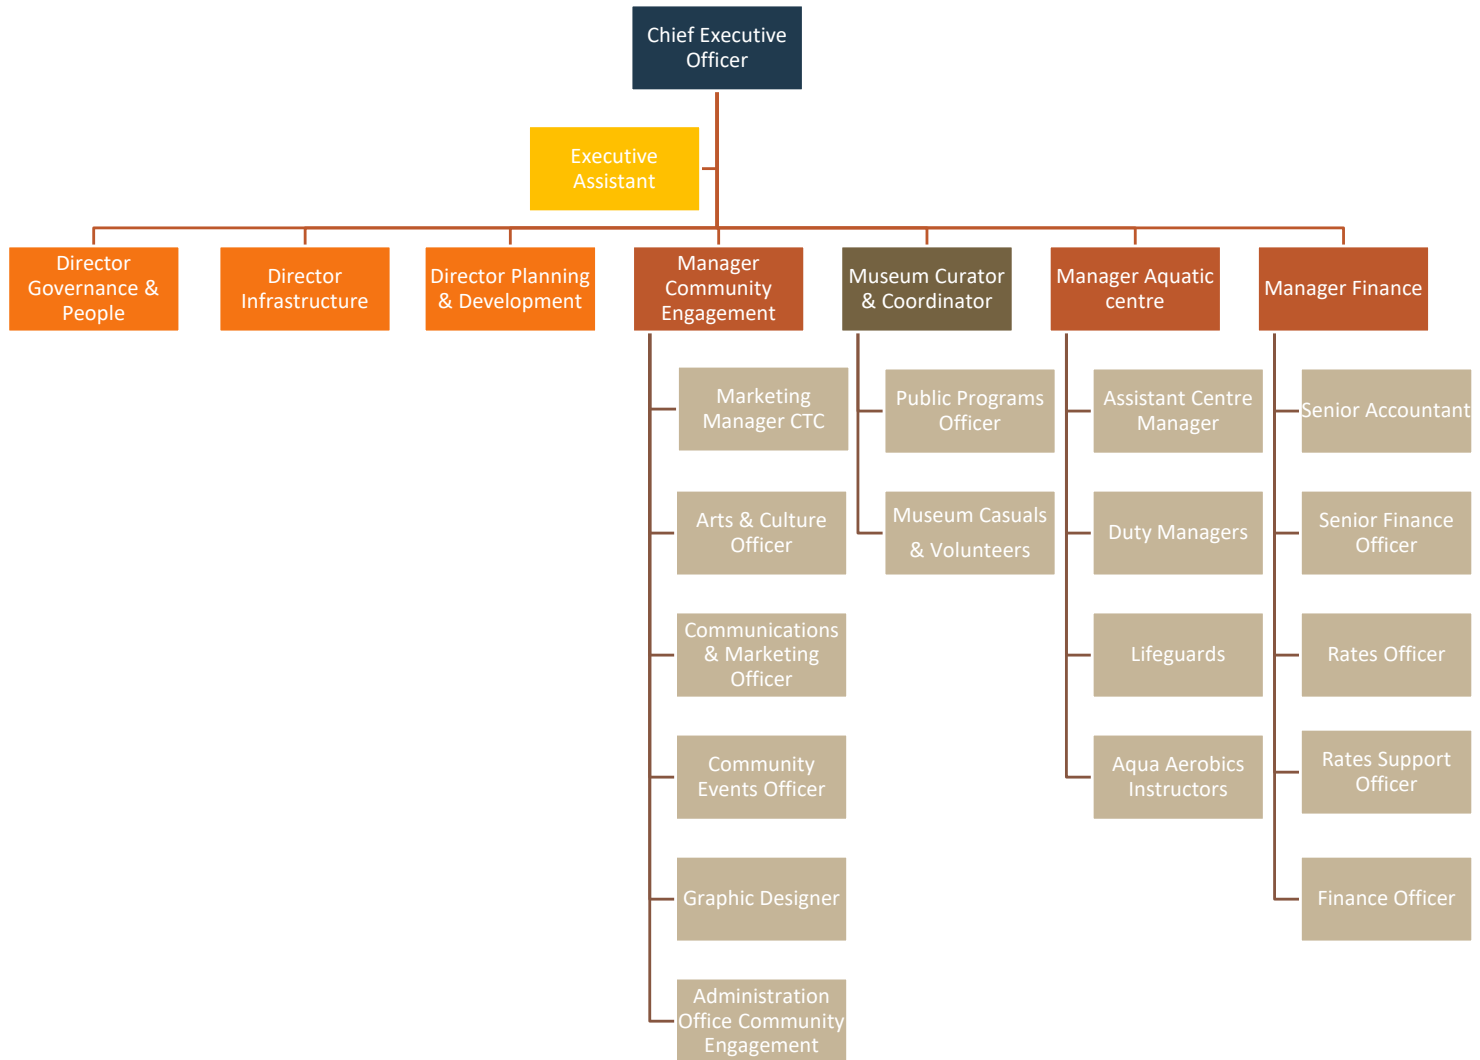 Chief Executive
Officer
Executive
Assistant
Director
Governance &
People
Director
Infrastructure
Director Planning
& Development
Manager
Community
Engagement
Museum Curator
& Coordinator
Manager Aquatic
centre
Manager Finance
Marketing
Manager CTC
Arts & Culture
Officer
Communications
& Marketing
Officer
Community
Events Officer
Graphic Designer
Administration
Office Community
Engagement
Public Programs
Officer
Museum Casuals
& Volunteers
Assistant Centre
Manager
Duty Managers
Lifeguards
Aqua Aerobics
Instructors
Senior Accountant
Senior Finance
Officer
Rates Officer
Rates Support
Officer
Finance Officer